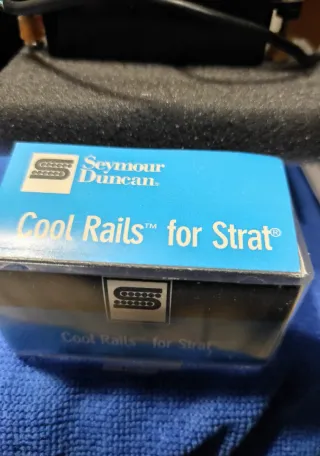 Seymour
Duncan®
Cool Rails™ for Strat®
Cool Rails™ for Strat®